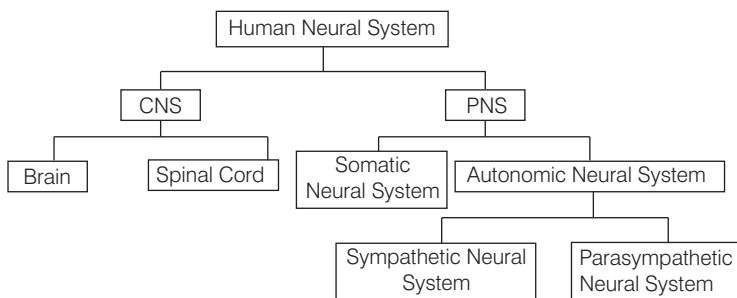 Human Neural System
CNS
PNS
Brain
Spinal Cord
Somatic
Neural System
Autonomic Neural System
Sympathetic Neural
System
Parasympathetic
Neural System